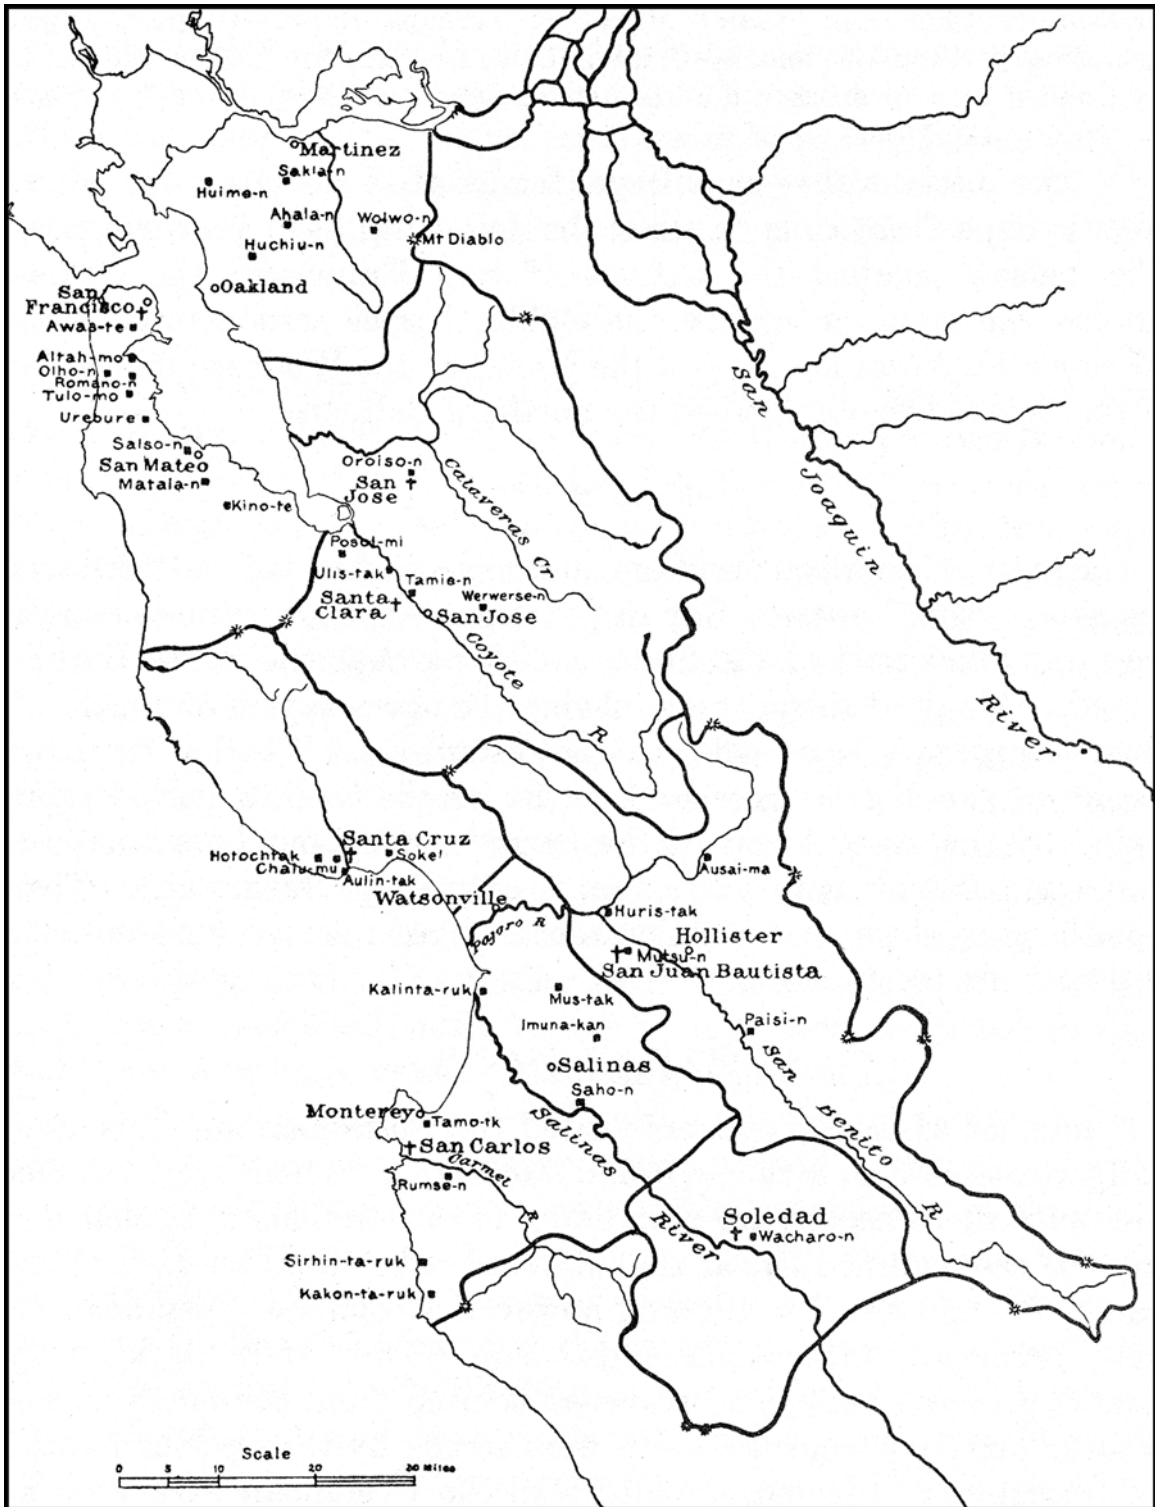 Martinez
Sakla-n
Huime-n
Ahala-n
Wolwo-n
Mt Diablo
Huchiu-n
Oakland
San
Francisco
Awas-te
Altah-mo
Olho-n
Romano-n
Tulo-mo
Urebure
Salso-n
San Mateo
Matala-n
Kino-te
Oroiso-n
San
Jose
Calaveras Cr
San
Joaquin
River
Posol-mi
Ulis-tak
Tamie-n
Werwerse-n
Santa
Clara
San Jose
Coyote
R
Santa Cruz
Hotochtak
Sokel
Chalu-mu
Aulin-tak
Ausai-ma
Watsonville
Pajaro R
Huris-tak
Hollister
Mutsu-n
San Juan Bautista
Kalinta-ruk
Mus-tak
Imuna-kan
Paisi-n
San
Benito
R
Salinas
Saho-n
Monterey
Tamo-tk
San Carlos
Salinas
River
Carmel
R
Rumse-n
Soledad
Wacharo-n
Sirhin-ta-ruk
Kakon-ta-ruk
Scale
0 5 10 20 30 Miles